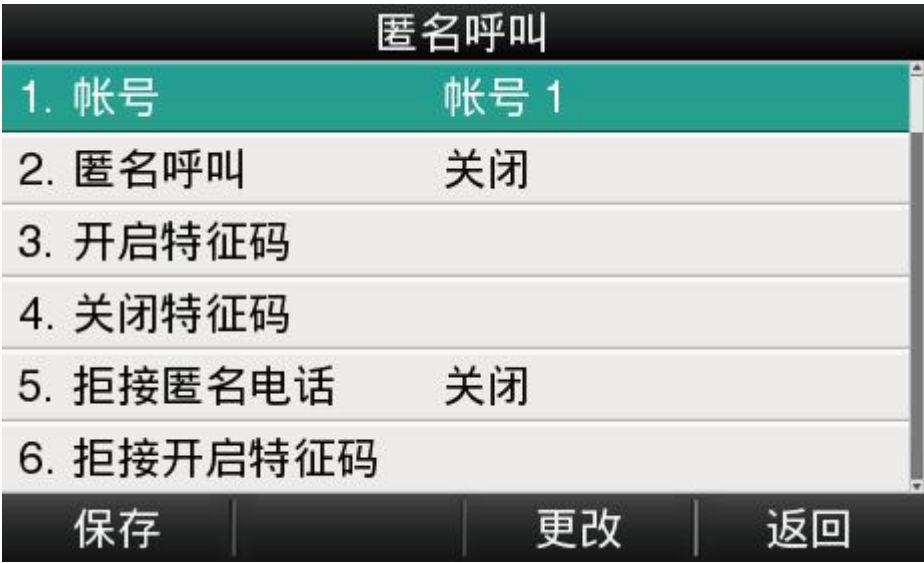 匿名呼叫
1. 帐号 帐号 1
2. 匿名呼叫 关闭
3. 开启特征码
4. 关闭特征码
5. 拒接匿名电话 关闭
6. 拒接开启特征码
保存 更改 返回